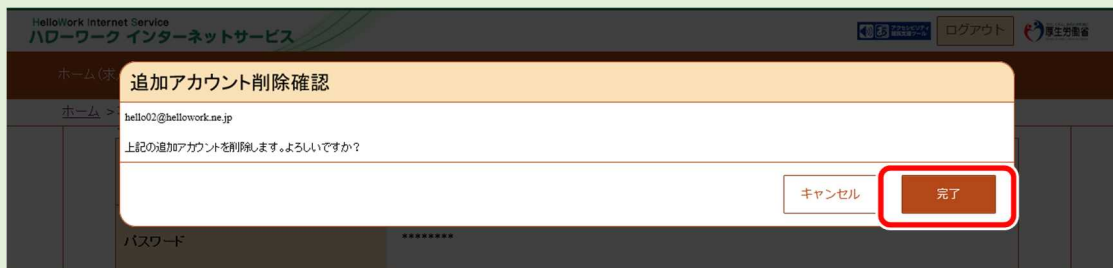 HelloWork Internet Service
ハローワーク インターネットサービス
ログアウト
厚生労働省
ホーム(求
追加アカウント削除確認
ホーム >
hello02@hellowork.ne.jp
上記の追加アカウントを削除します。よろしいですか？
キャンセル
完了
パスワード
********